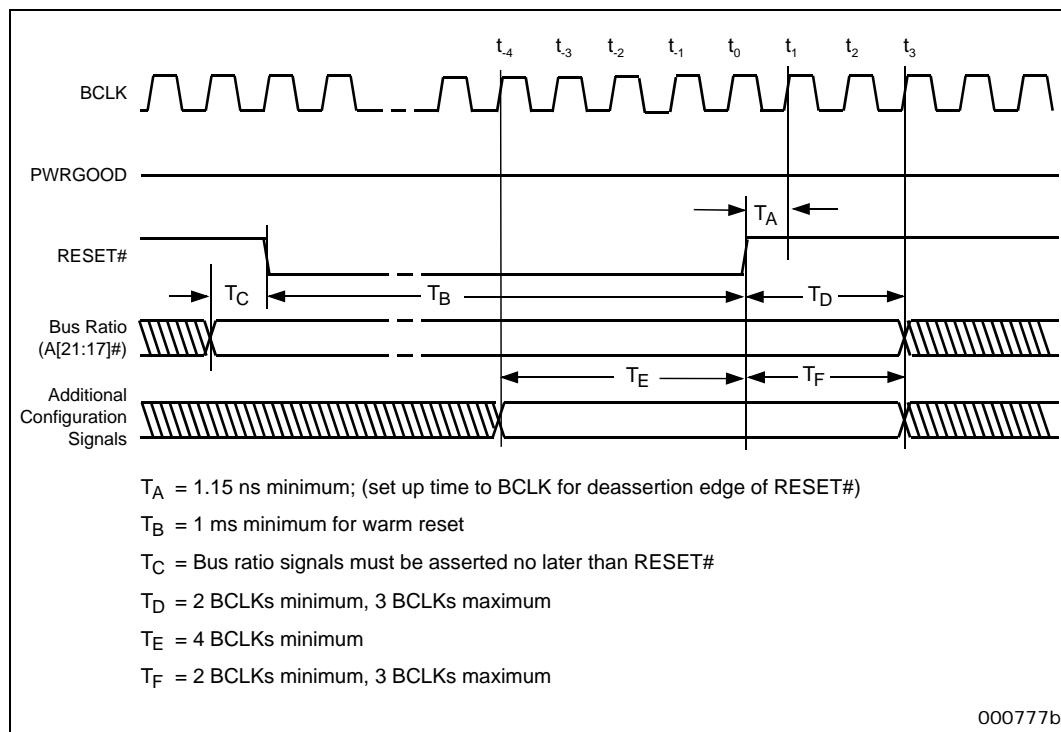 t-4 t-3 t-2 t-1 t0 t1 t2 t3
BCLK
PWRGOOD
TA
RESET#
TC TB TD
Bus Ratio
(A[21:17]#)
TE TF
Additional
Configuration
Signals
TA = 1.15 ns minimum; (set up time to BCLK for deassertion edge of RESET#)
TB = 1 ms minimum for warm reset
TC = Bus ratio signals must be asserted no later than RESET#
TD = 2 BCLKs minimum, 3 BCLKs maximum
TE = 4 BCLKs minimum
TF = 2 BCLKs minimum, 3 BCLKs maximum
000777b